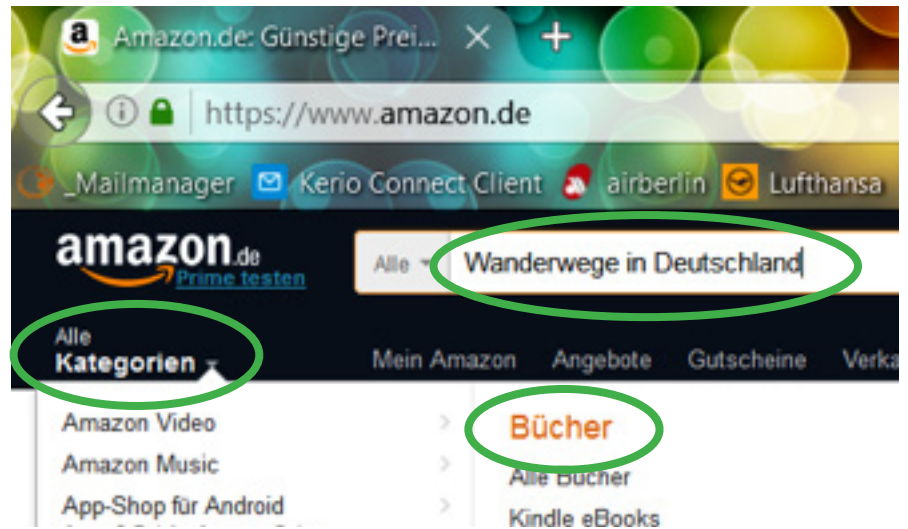 Amazon.de: Günstige Prei...
https://www.amazon.de
_Mailmanager Kerio Connect Client airberlin Lufthansa
amazon.de
Prime testen
Alle Wanderwege in Deutschland
Alle
Kategorien
Mein Amazon Angebote Gutscheine Verka
Amazon Video
Amazon Music
App-Shop für Android
Bücher
Alle Bücher
Kindle eBooks